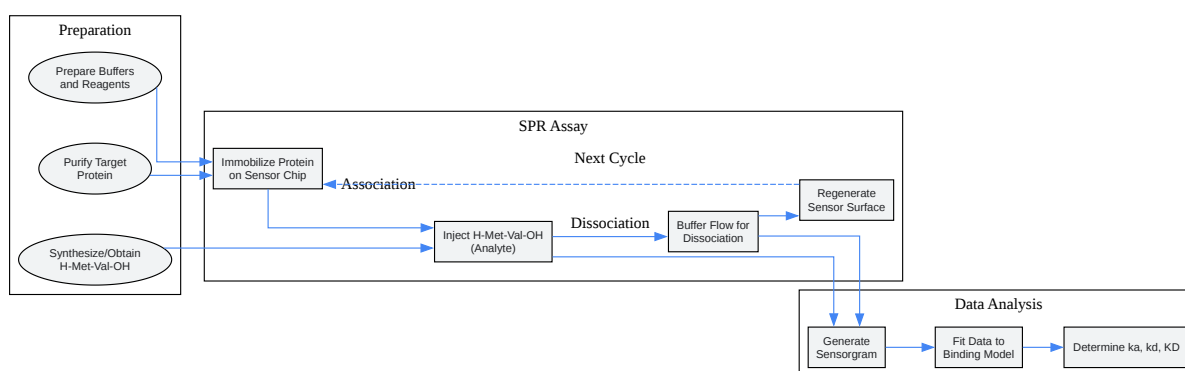 Preparation
Prepare Buffers
and Reagents
Purify Target
Protein
Synthesize/Obtain
H-Met-Val-OH
SPR Assay
Next Cycle
Immobilize Protein
on Sensor Chip
Association
Regenerate
Sensor Surface
Inject H-Met-Val-OH
(Analyte)
Dissociation
Buffer Flow for
Dissociation
Data Analysis
Generate
Sensorgram
Fit Data to
Binding Model
Determine ka, kd, KD